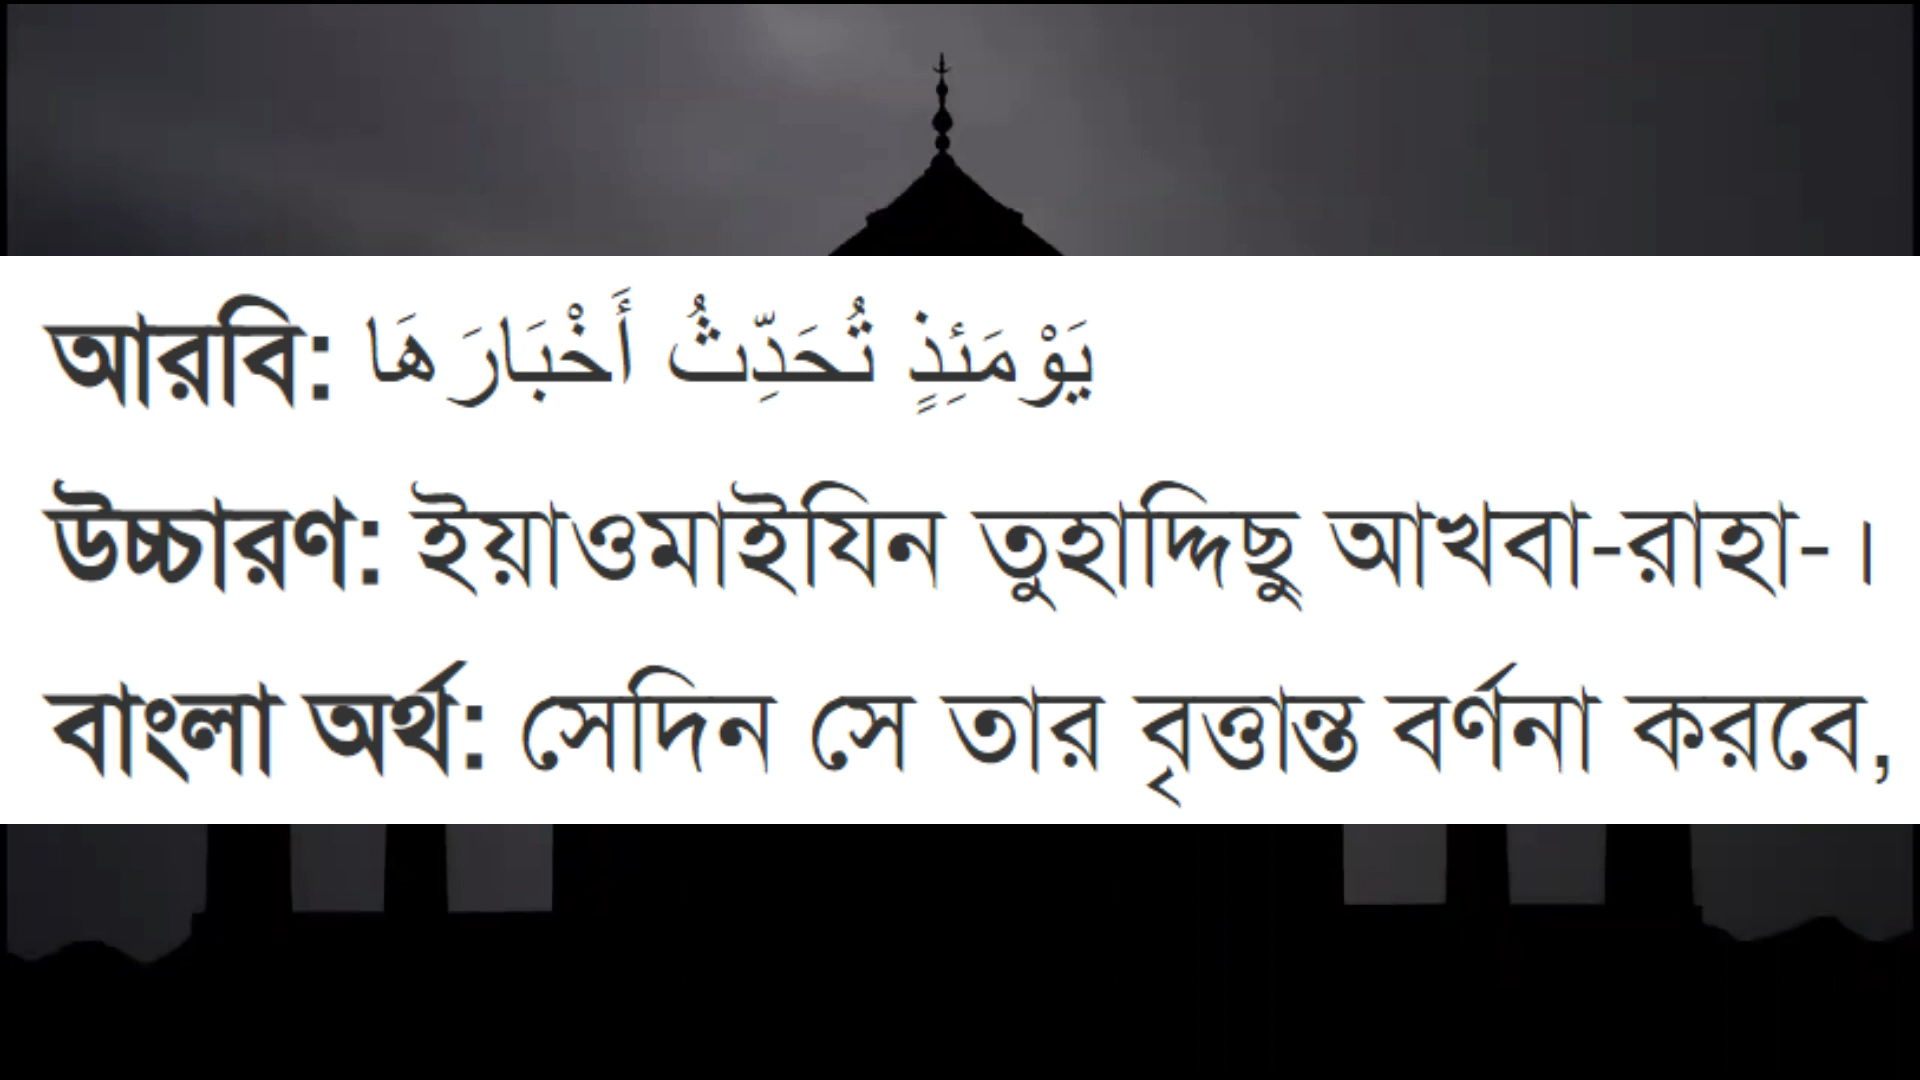 আরবি: يَوْمَئِذٍ تُحَدِّثُ أَخْبَارَهَا
উচ্চারণ: ইয়াওমাইযিন তুহাদ্দিছু আখবা-রাহা-।
বাংলা অর্থ: সেদিন সে তার বৃত্তান্ত বর্ণনা করবে,